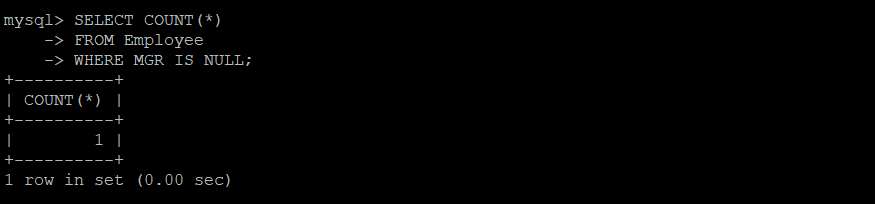 mysql> SELECT COUNT(*)
    -> FROM Employee
    -> WHERE MGR IS NULL;
+----------+
| COUNT(*) |
+----------+
|        1 |
+----------+
1 row in set (0.00 sec)